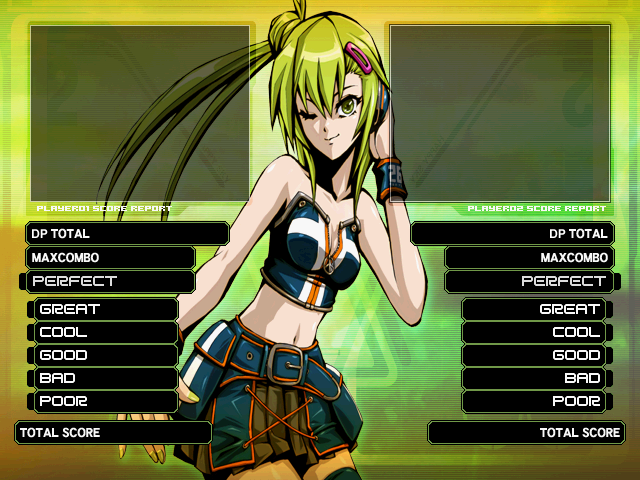 PLAYER01 SCORE REPORT
DP TOTAL
MAXCOMBO
PERFECT
GREAT
COOL
GOOD
BAD
POOR
TOTAL SCORE
26
PLAYER02 SCORE REPORT
DP TOTAL
MAXCOMBO
PERFECT
GREAT
COOL
GOOD
BAD
POOR
TOTAL SCORE